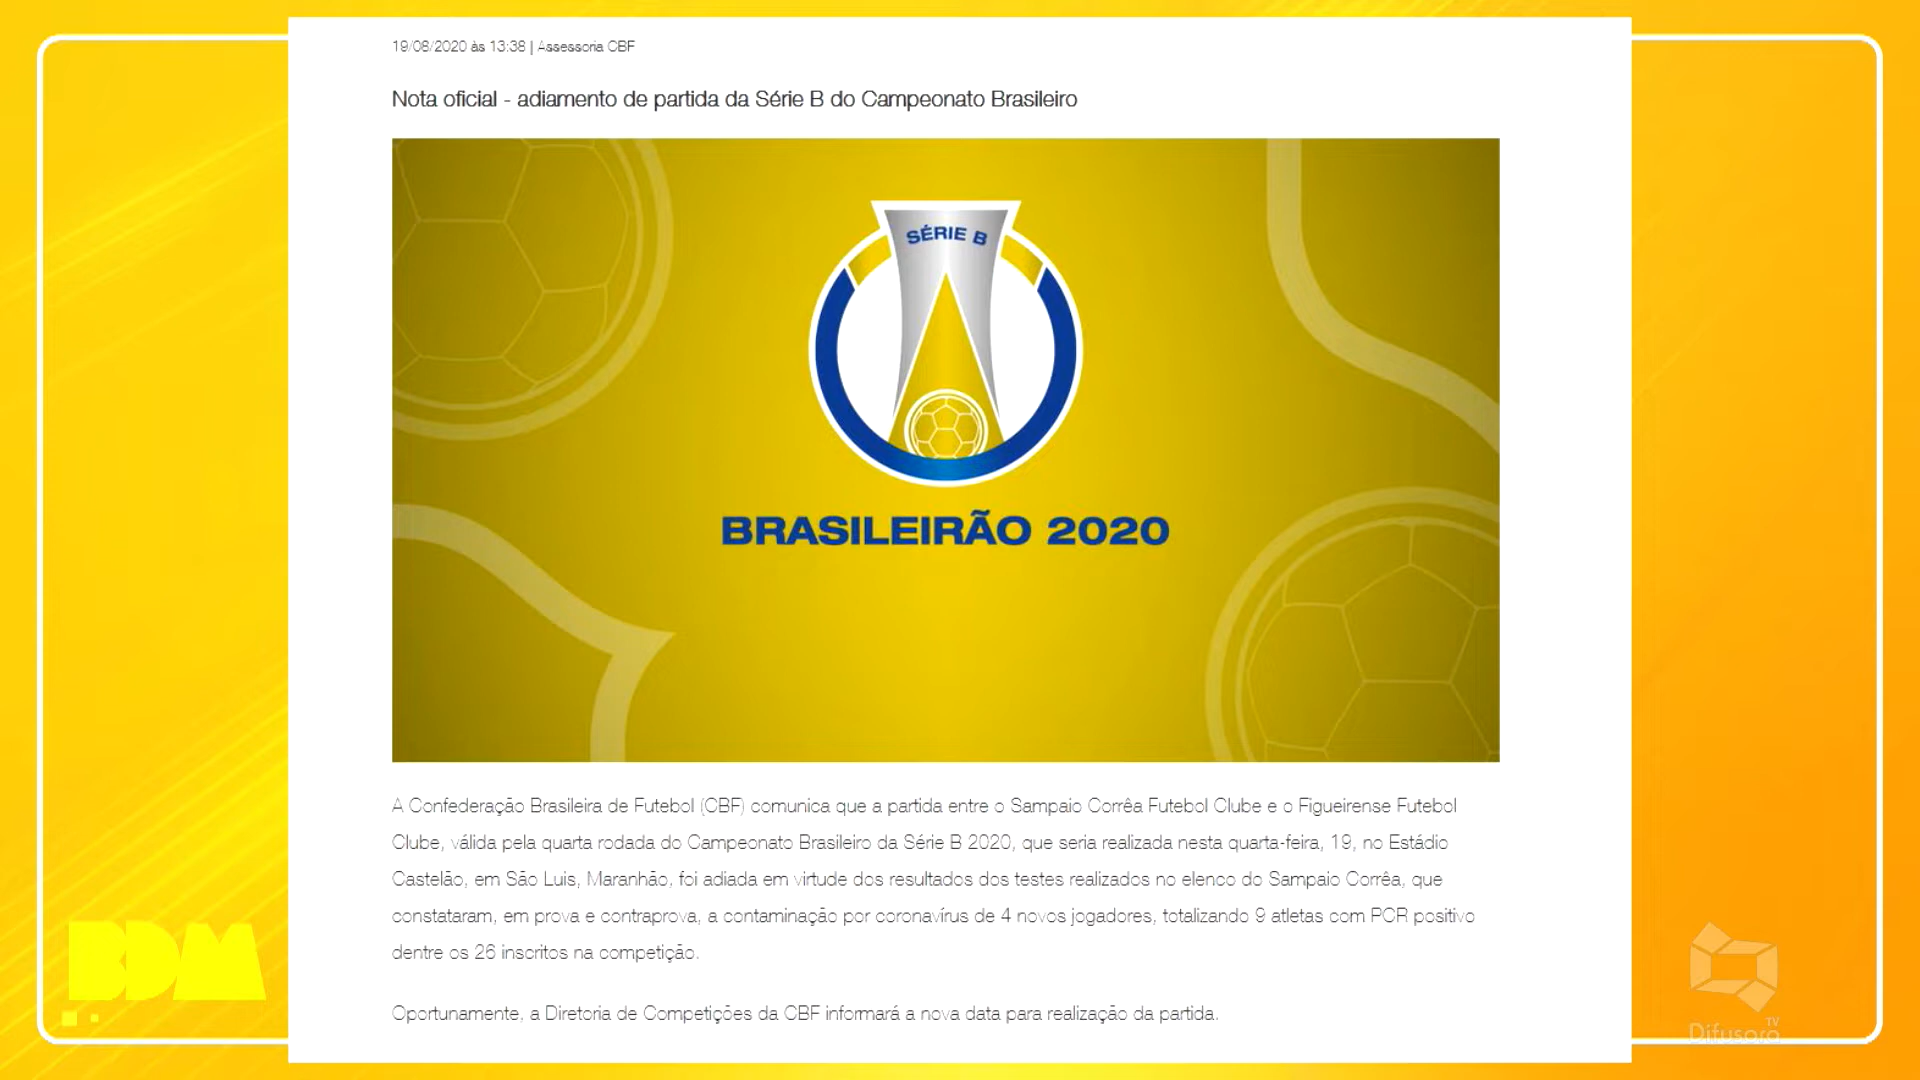 19/08/2020 às 13:38 | Assessoria CBF
Nota oficial - adiamento de partida da Série B do Campeonato Brasileiro
SÉRIE B
BRASILEIRÃO 2020
A Confederação Brasileira de Futebol (CBF) comunica que a partida entre o Sampaio Corrêa Futebol Clube e o Figueirense Futebol
Clube, válida pela quarta rodada do Campeonato Brasileiro da Série B 2020, que seria realizada nesta quarta-feira, 19, no Estádio
Castelão, em São Luis, Maranhão, foi adiada em virtude dos resultados dos testes realizados no elenco do Sampaio Corrêa, que
constataram, em prova e contraprova, a contaminação por coronavírus de 4 novos jogadores, totalizando 9 atletas com PCR positivo
dentre os 26 inscritos na competição.
Oportunamente, a Diretoria de Competições da CBF informará a nova data para realização da partida.
BDM
TV
Difusora